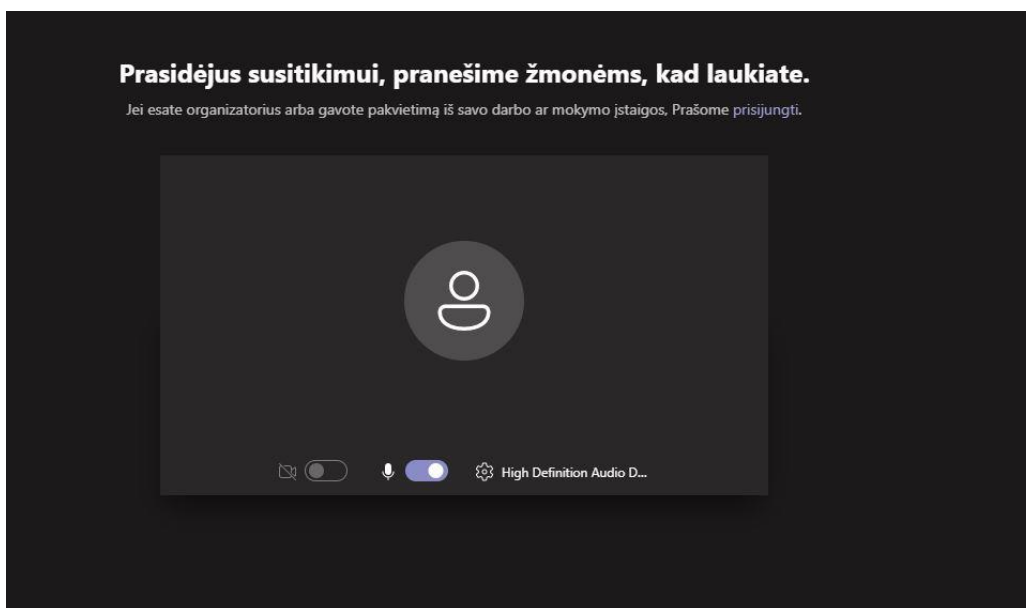 Prasidėjus susitikimui, pranešime žmonėms, kad laukiate.
Jei esate organizatorius arba gavote pakvietimą iš savo darbo ar mokymo įstaigos, Prašome prisijungti.
High Definition Audio D...